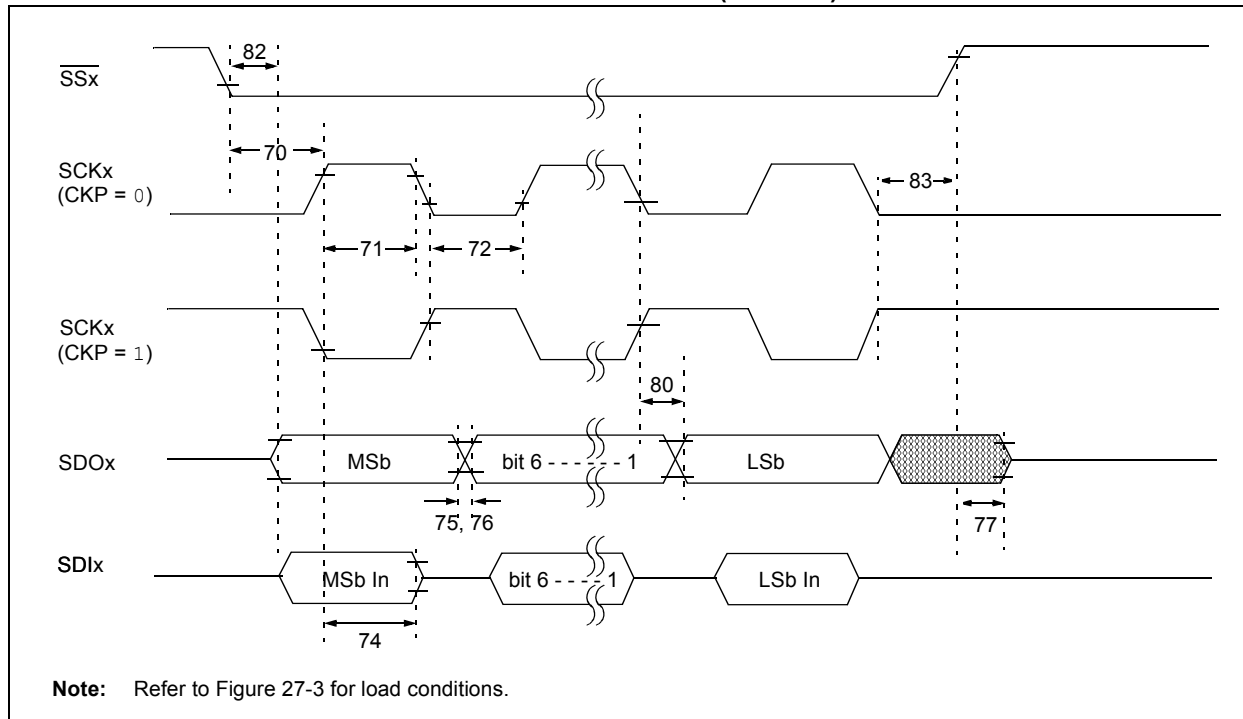 82
SSx
70
SCKx
(CKP = 0)
83
71
72
SCKx
(CKP = 1)
80
SDOx
MSb
bit 6 - - - - - - 1
LSb
75, 76
77
SDIx
MSb In
bit 6 - - - - 1
LSb In
74
Note: Refer to Figure 27-3 for load conditions.